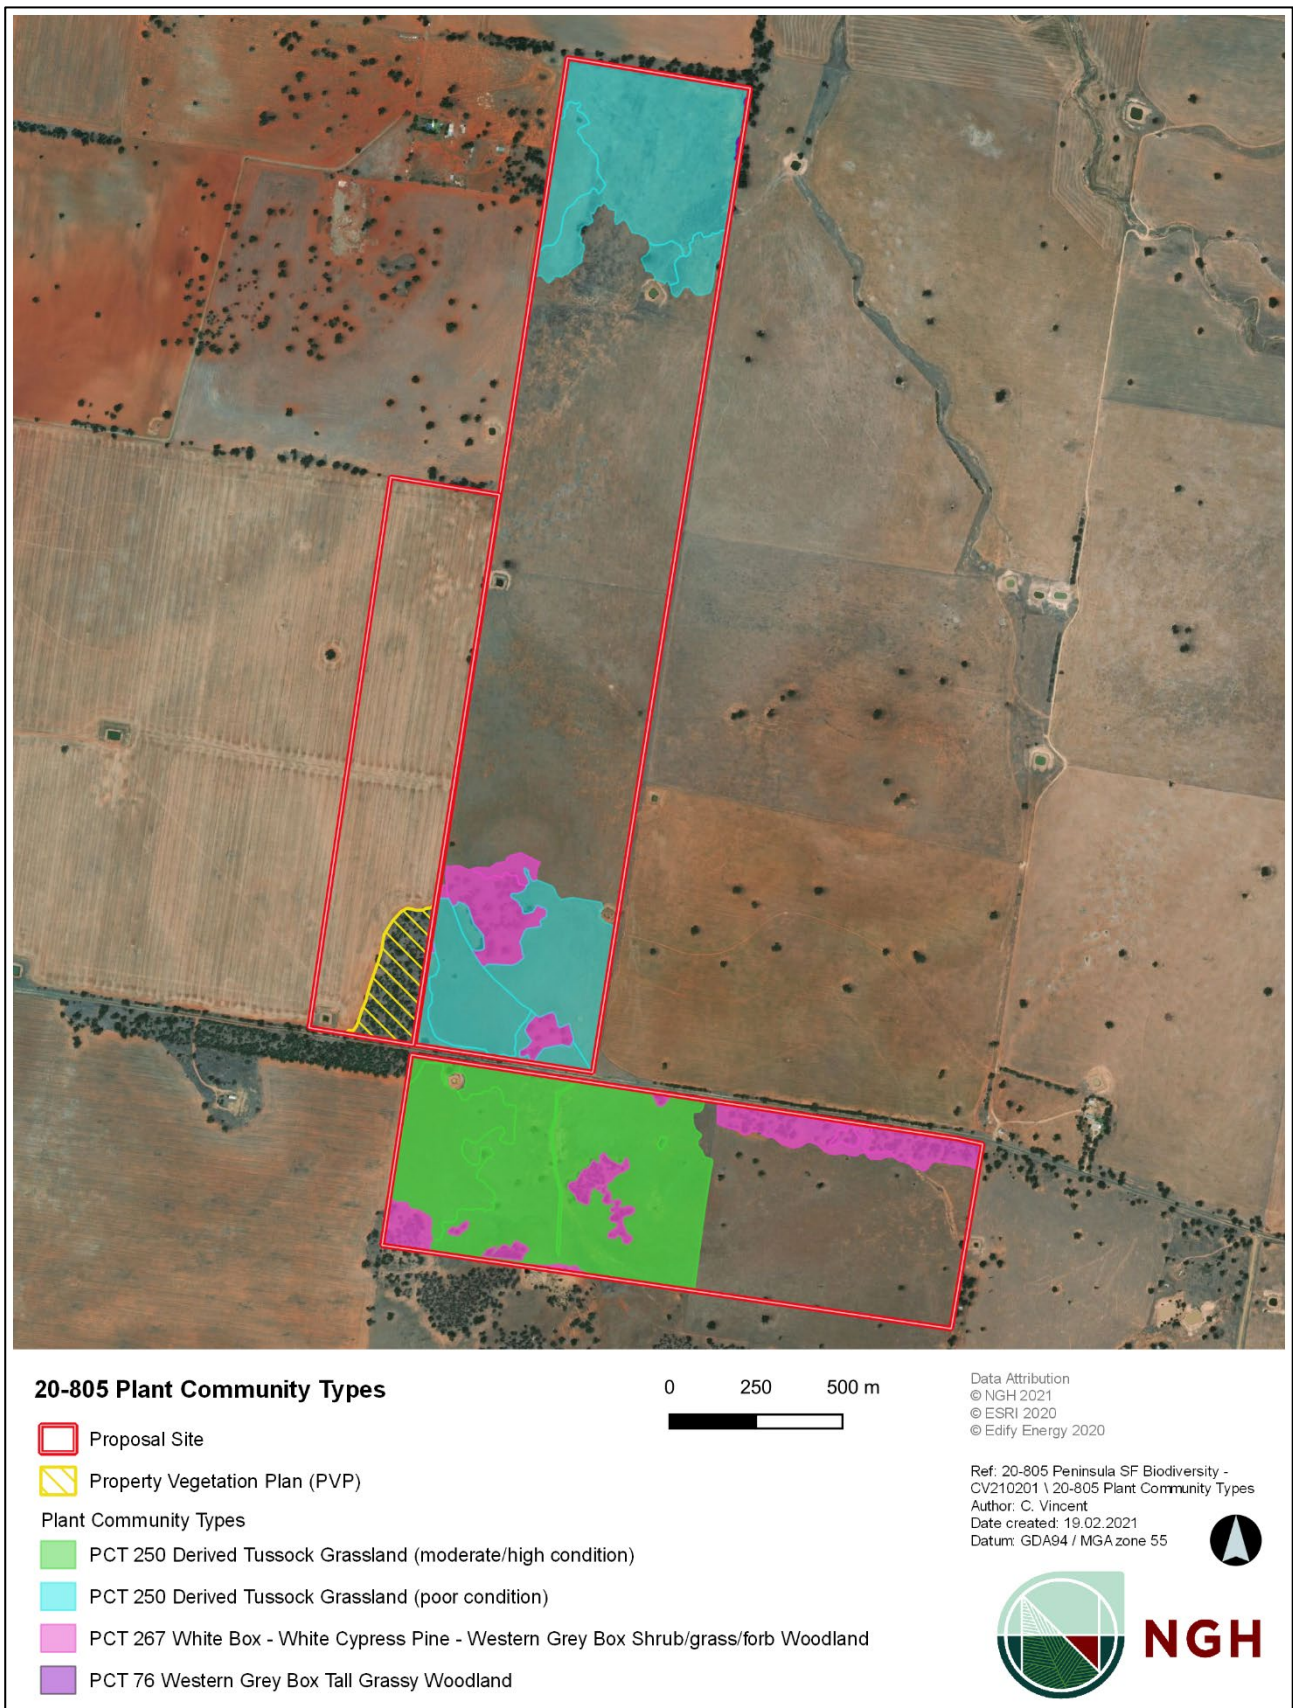 20-805 Plant Community Types
Proposal Site
Property Vegetation Plan (PVP)
Plant Community Types
PCT 250 Derived Tussock Grassland (moderate/high condition)
PCT 250 Derived Tussock Grassland (poor condition)
PCT 267 White Box - White Cypress Pine - Western Grey Box Shrub/grass/forb Woodland
PCT 76 Western Grey Box Tall Grassy Woodland
0 250 500 m
Data Attribution
© NGH 2021
© ESRI 2020
© Edify Energy 2020
Ref: 20-805 Peninsula SF Biodiversity -
CV210201 \ 20-805 Plant Community Types
Author: C. Vincent
Date created: 19.02.2021
Datum: GDA94 / MGA zone 55
NGH